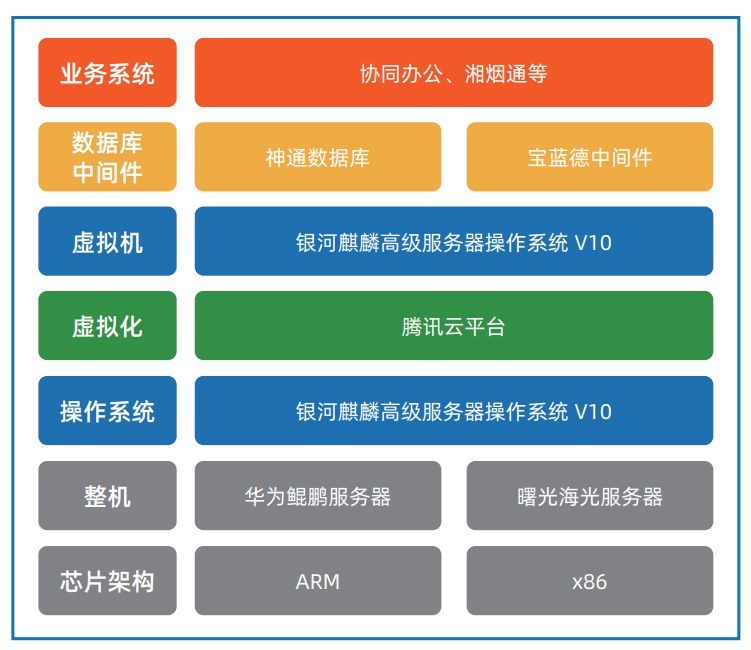 业务系统
协同办公、湘烟通等
数据库
中间件
神通数据库
宝蓝德中间件
虚拟机
银河麒麟高级服务器操作系统 V10
虚拟化
腾讯云平台
操作系统
银河麒麟高级服务器操作系统 V10
整机
华为鲲鹏服务器
曙光海光服务器
芯片架构
ARM
x86